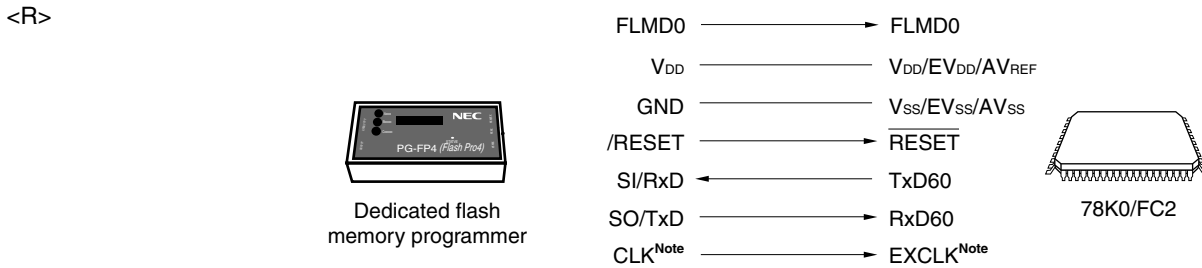 <R>
FLMD0 FLMD0
VDD VDD/EVDD/AVREF
GND VSS/EVSS/AVSS
/RESET RESET
SI/RxD TxD60
SO/TxD RxD60
CLKNote EXCLKNote
NEC
PG-FP4 (Flash Pro4)
Dedicated flash
memory programmer
78K0/FC2